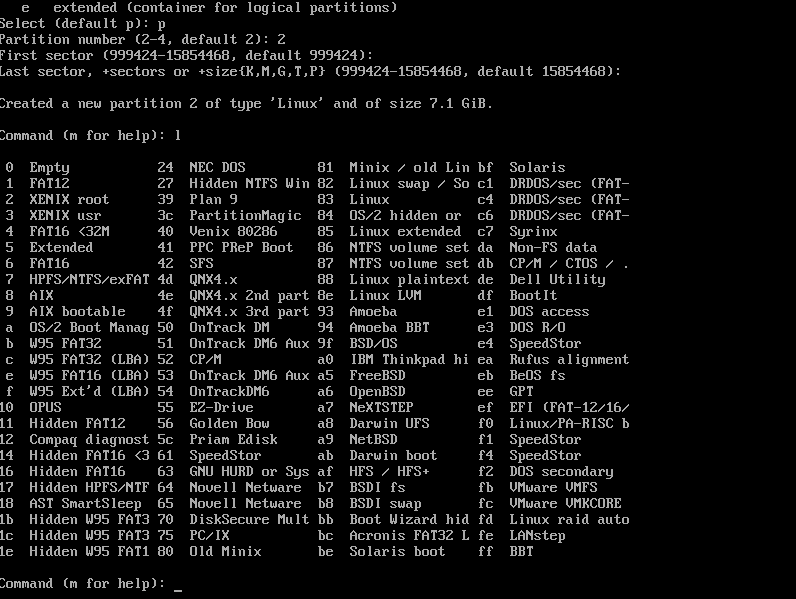 e   extended (container for logical partitions)
Select (default p): p
Partition number (2-4, default 2): 2
First sector (999424-15854468, default 999424):
Last sector, +sectors or +size{K,M,G,T,P} (999424-15854468, default 15854468):
Created a new partition 2 of type 'Linux' and of size 7.1 GiB.
Command (m for help): l
0  Empty           24  NEC DOS         81  Minix / old Lin bf  Solaris
1  FAT12           27  Hidden NTFS Win 82  Linux swap / So c1  DRDOS/sec (FAT-
2  XENIX root      39  Plan 9          83  Linux           c4  DRDOS/sec (FAT-
3  XENIX usr       3c  PartitionMagic  84  OS/2 hidden or  c6  DRDOS/sec (FAT-
4  FAT16 <32M      40  Venix 80286     85  Linux extended  c7  Syrinx
5  Extended        41  PPC PReP Boot   86  NTFS volume set da  Non-FS data
6  FAT16           42  SFS             87  NTFS volume set db  CP/M / CTOS / .
7  HPFS/NTFS/exFAT 4d  QNX4.x          88  Linux plaintext de  Dell Utility
8  AIX             4e  QNX4.x 2nd part 8e  Linux LVM       df  BootIt
9  AIX bootable    4f  QNX4.x 3rd part 93  Amoeba          e1  DOS access
a  OS/2 Boot Manag 50  OnTrack DM      94  Amoeba BBT      e3  DOS R/O
b  W95 FAT32       51  OnTrack DM6 Aux 9f  BSD/OS          e4  SpeedStor
c  W95 FAT32 (LBA) 52  CP/M            a0  IBM Thinkpad hi ea  Rufus alignment
e  W95 FAT16 (LBA) 53  OnTrack DM6 Aux a5  FreeBSD         eb  BeOS fs
f  W95 Ext'd (LBA) 54  OnTrackDM6      a6  OpenBSD         ee  GPT
10  OPUS            55  EZ-Drive        a7  NeXTSTEP        ef  EFI (FAT-12/16/
11  Hidden FAT12    56  Golden Bow      a8  Darwin UFS      f0  Linux/PA-RISC b
12  Compaq diagnost 5c  Priam Edisk     a9  NetBSD          f1  SpeedStor
14  Hidden FAT16 <3 61  SpeedStor       ab  Darwin boot     f4  SpeedStor
16  Hidden FAT16    63  GNU HURD or Sys af  HFS / HFS+      f2  DOS secondary
17  Hidden HPFS/NTF 64  Novell Netware  b7  BSDI fs         fb  VMware VMFS
18  AST SmartSleep  65  Novell Netware  b8  BSDI swap       fc  VMware VMKCORE
1b  Hidden W95 FAT3 70  DiskSecure Mult bb  Boot Wizard hid fd  Linux raid auto
1c  Hidden W95 FAT3 75  PC/IX           bc  Acronis FAT32 L fe  LANstep
1e  Hidden W95 FAT1 80  Old Minix       be  Solaris boot    ff  BBT
Command (m for help): _